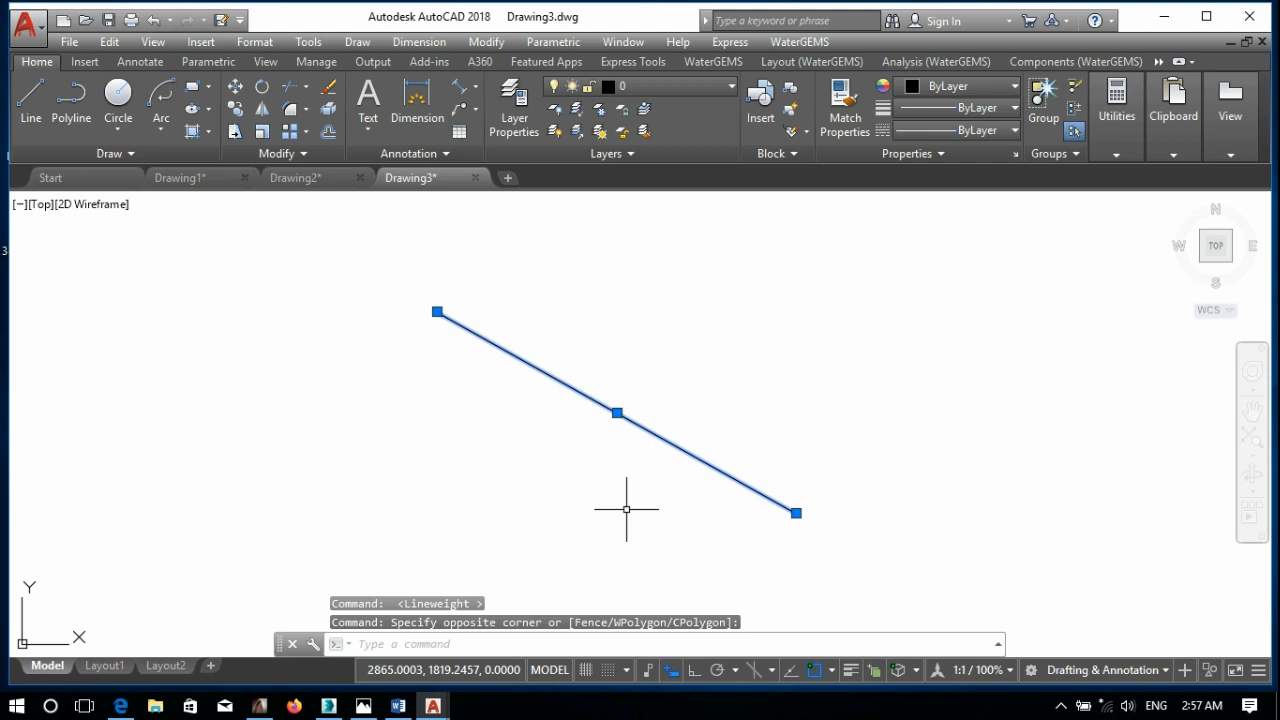 Autodesk AutoCAD 2018 Drawing3.dwg Type a keyword or phrase Sign In
File Edit View Insert Format Tools Draw Dimension Modify Parametric Window Help Express WaterGEMS
Home Insert Annotate Parametric View Manage Output Add-ins A360 Featured Apps Express Tools WaterGEMS Layout (WaterGEMS) Analysis (WaterGEMS) Components (WaterGEMS)
0 ByLayer
ByLayer
Line Polyline Circle Arc Text Dimension Layer Properties Insert Match Properties Group Utilities Clipboard View
ByLayer
Draw Modify Annotation Layers Block Properties Groups
Start Drawing1* Drawing2* Drawing3*
[−][Top][2D Wireframe]
N
W TOP E
S
WCS
3
Y
X
Command: <Lineweight >
Command: Specify opposite corner or [Fence/WPolygon/CPolygon]:
Type a command
Model Layout1 Layout2 2865.0003, 1819.2457, 0.0000 MODEL 1:1 / 100% Drafting & Annotation
2:57 AM